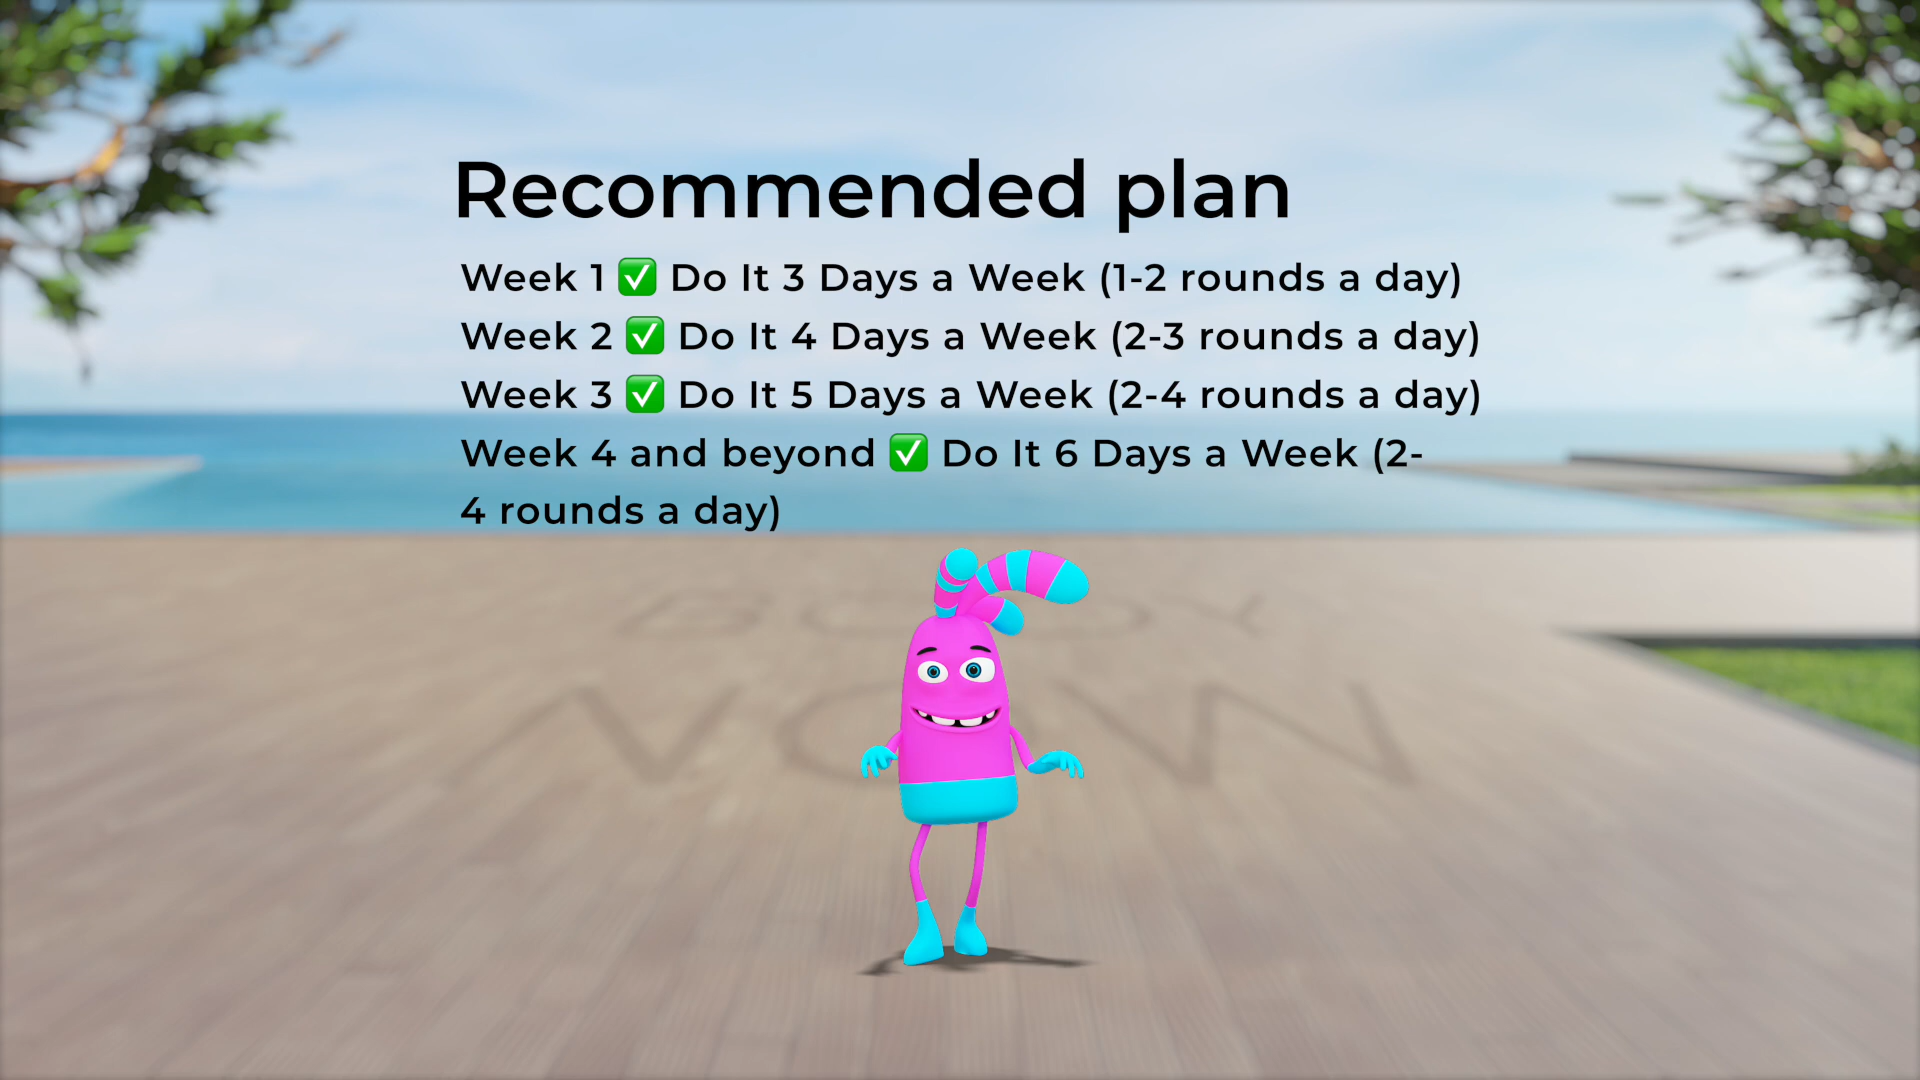 Recommended plan
Week 1 ✅ Do It 3 Days a Week (1-2 rounds a day)
Week 2 ✅ Do It 4 Days a Week (2-3 rounds a day)
Week 3 ✅ Do It 5 Days a Week (2-4 rounds a day)
Week 4 and beyond ✅ Do It 6 Days a Week (2-
4 rounds a day)
BODY
NOW